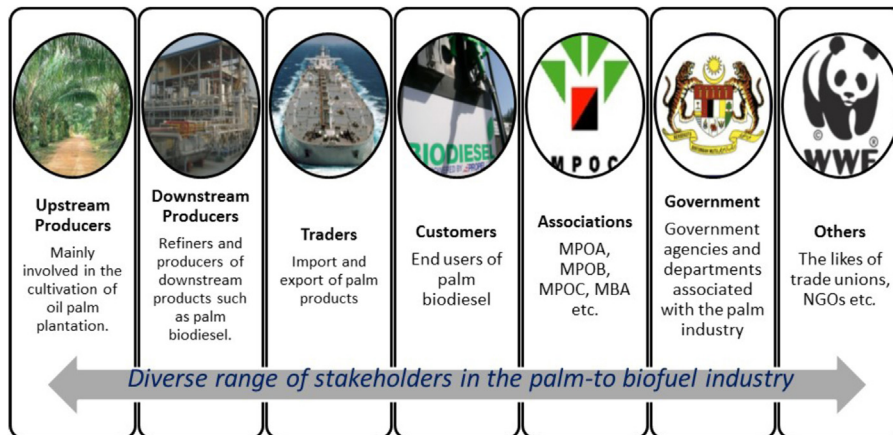 BIODIESEL
MPOC
©
WWF
®
Upstream
Producers
Mainly
involved in the
cultivation of
oil palm
plantation.
Downstream
Producers
Refiners and
producers of
downstream
products such
as palm
biodiesel.
Traders
Import and
export of palm
products
Customers
End users of
palm
biodiesel
Associations
MPOA,
MPOB,
MPOC, MBA
etc.
Government
Government
agencies and
departments
associated
with the palm
industry
Others
The likes of
trade unions,
NGOs etc.
Diverse range of stakeholders in the palm-to biofuel industry